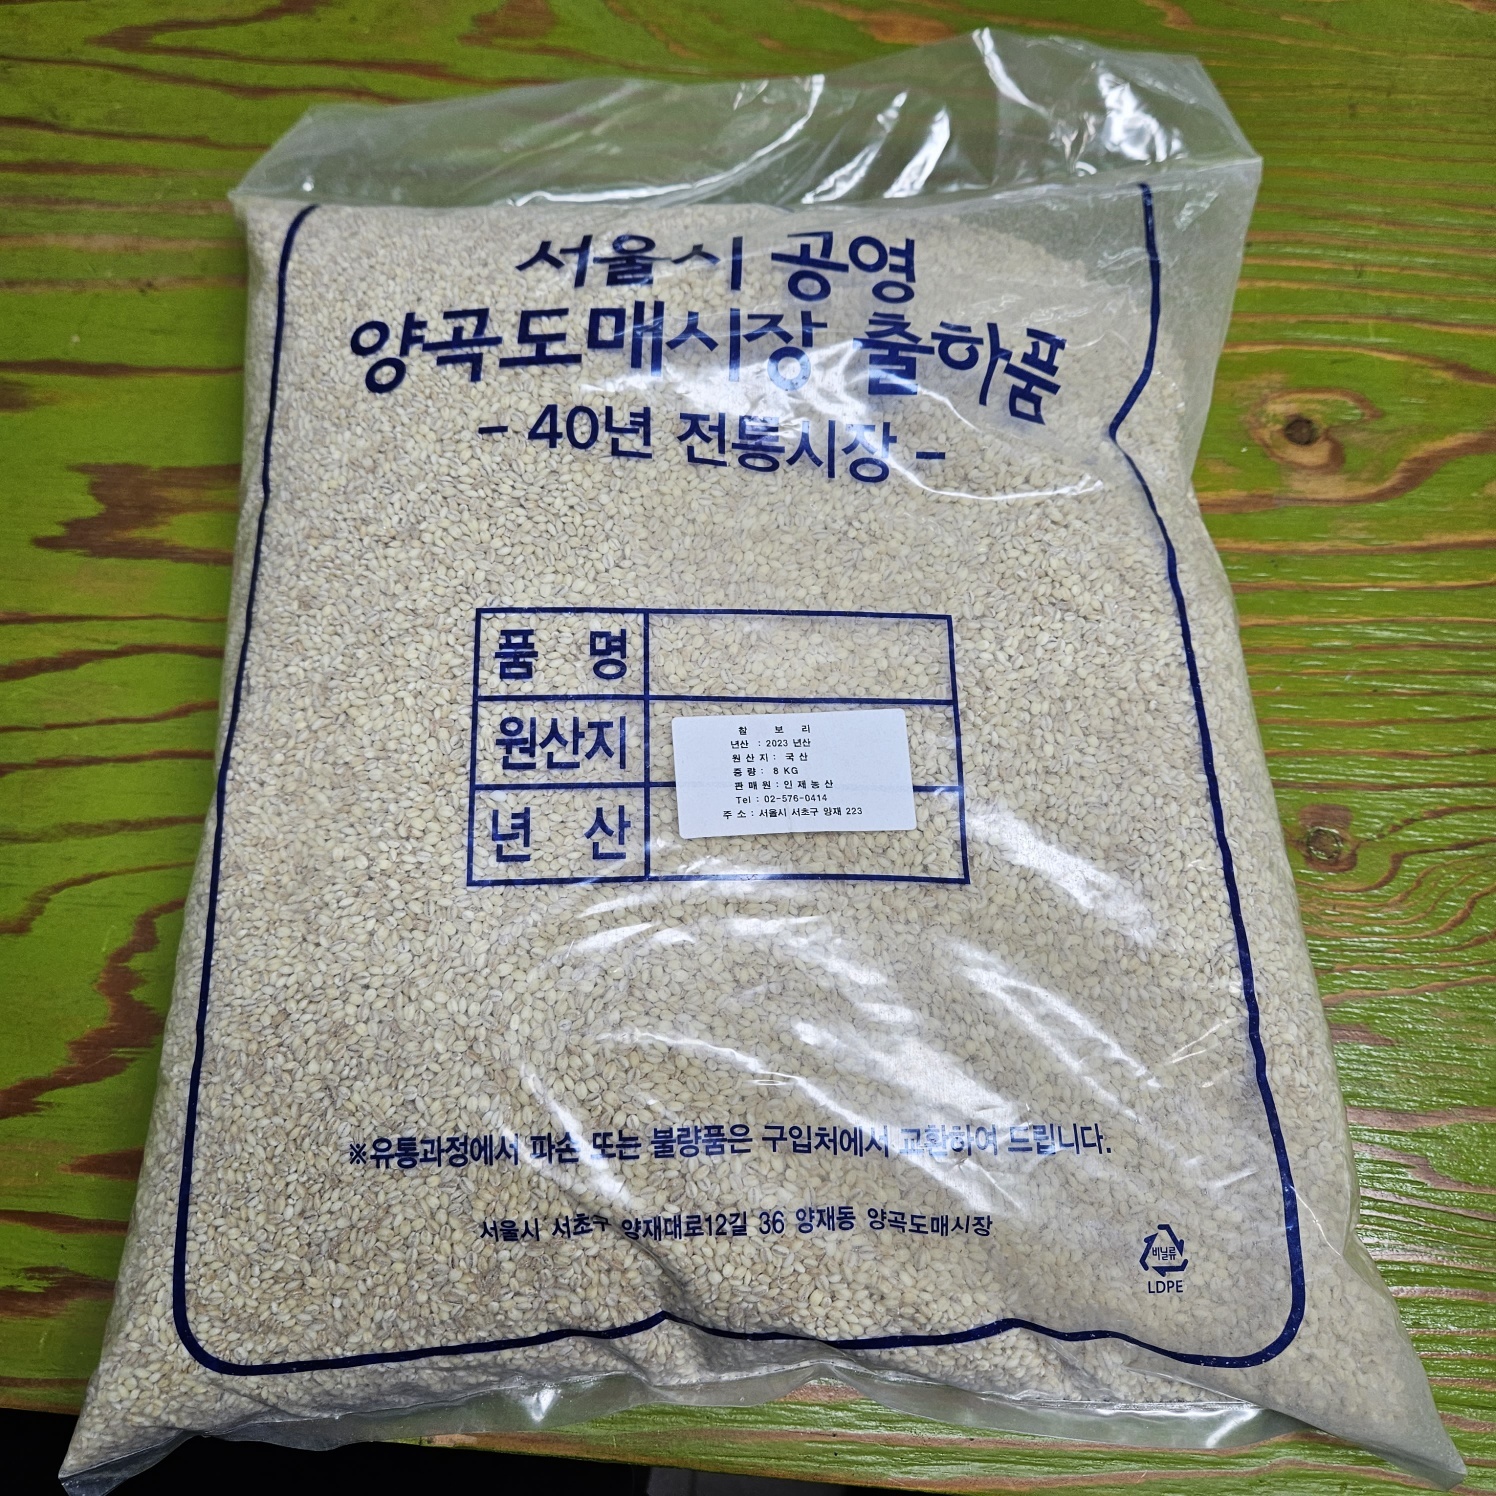 서울시 공영
양곡도매시장 출하품
- 40년 전통시장 -
품 명
원산지
년 산
참 보 리
년산 : 2023 년산
원 산 지 : 국 산
중 량 : 8 KG
판 매 원 : 인 제 농 산
Tel : 02-576-0414
주 소 : 서울시 서초구 양재 223
※유통과정에서 파손 또는 불량품은 구입처에서 교환하여 드립니다.
서울시 서초구 양재대로12길 36 양재동 양곡도매시장
비닐류
LDPE